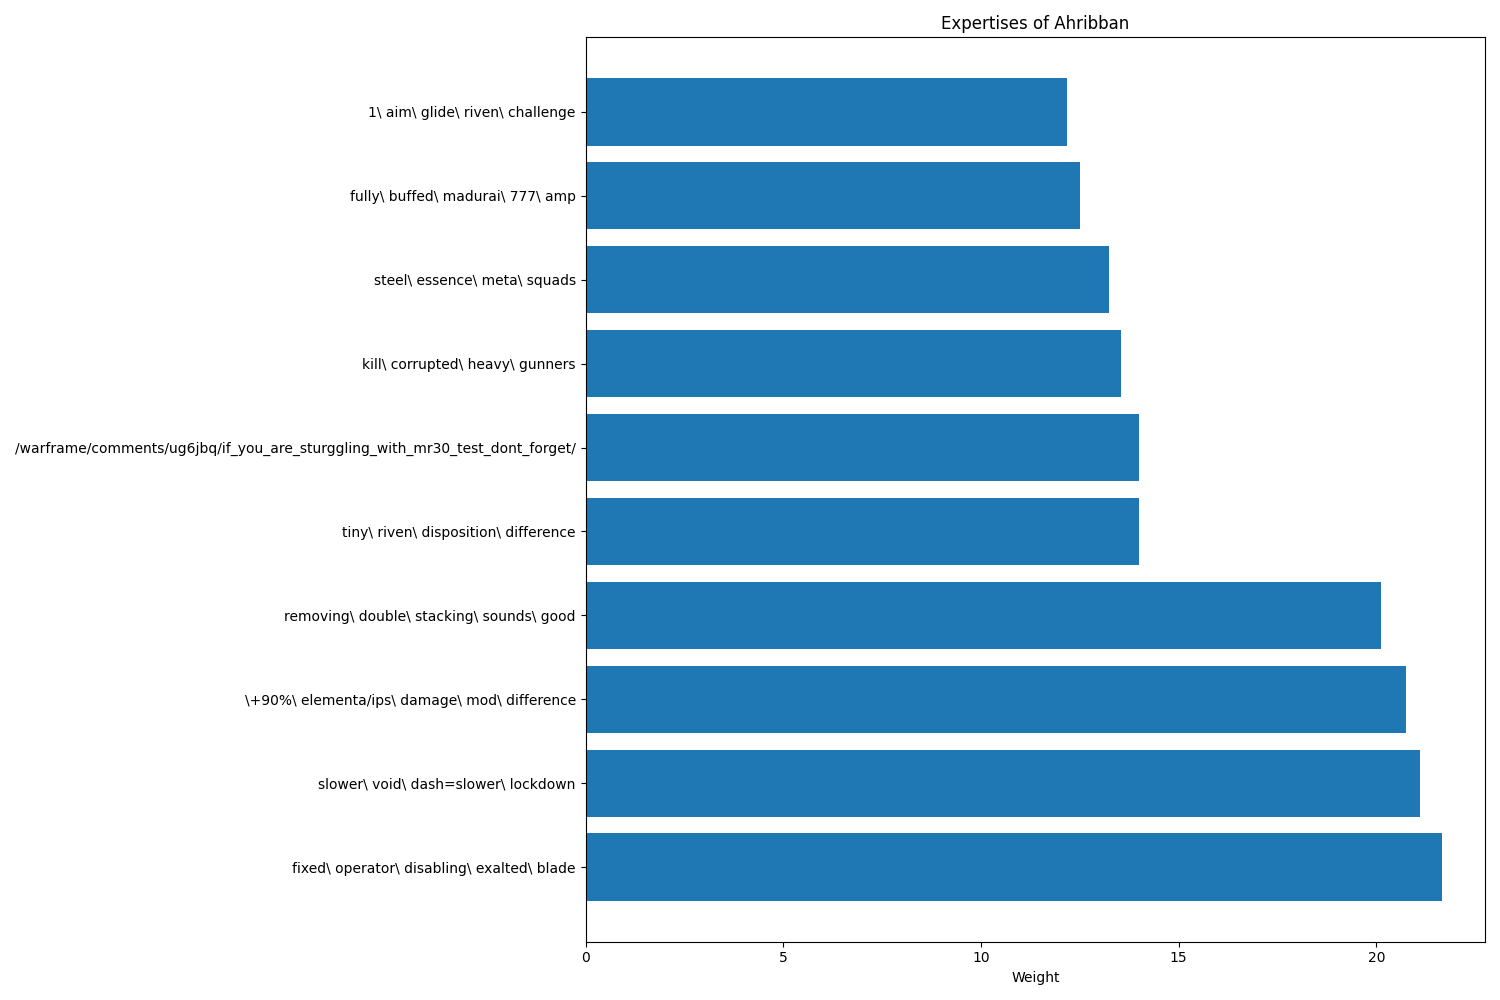 Expertises of Ahribban
1\ aim\ glide\ riven\ challenge
fully\ buffed\ madurai\ 777\ amp
steel\ essence\ meta\ squads
kill\ corrupted\ heavy\ gunners
/warframe/comments/ug6jbq/if_you_are_sturggling_with_mr30_test_dont_forget/
tiny\ riven\ disposition\ difference
removing\ double\ stacking\ sounds\ good
\+90%\ elementa/ips\ damage\ mod\ difference
slower\ void\ dash=slower\ lockdown
fixed\ operator\ disabling\ exalted\ blade
0 5 10 15 20
Weight